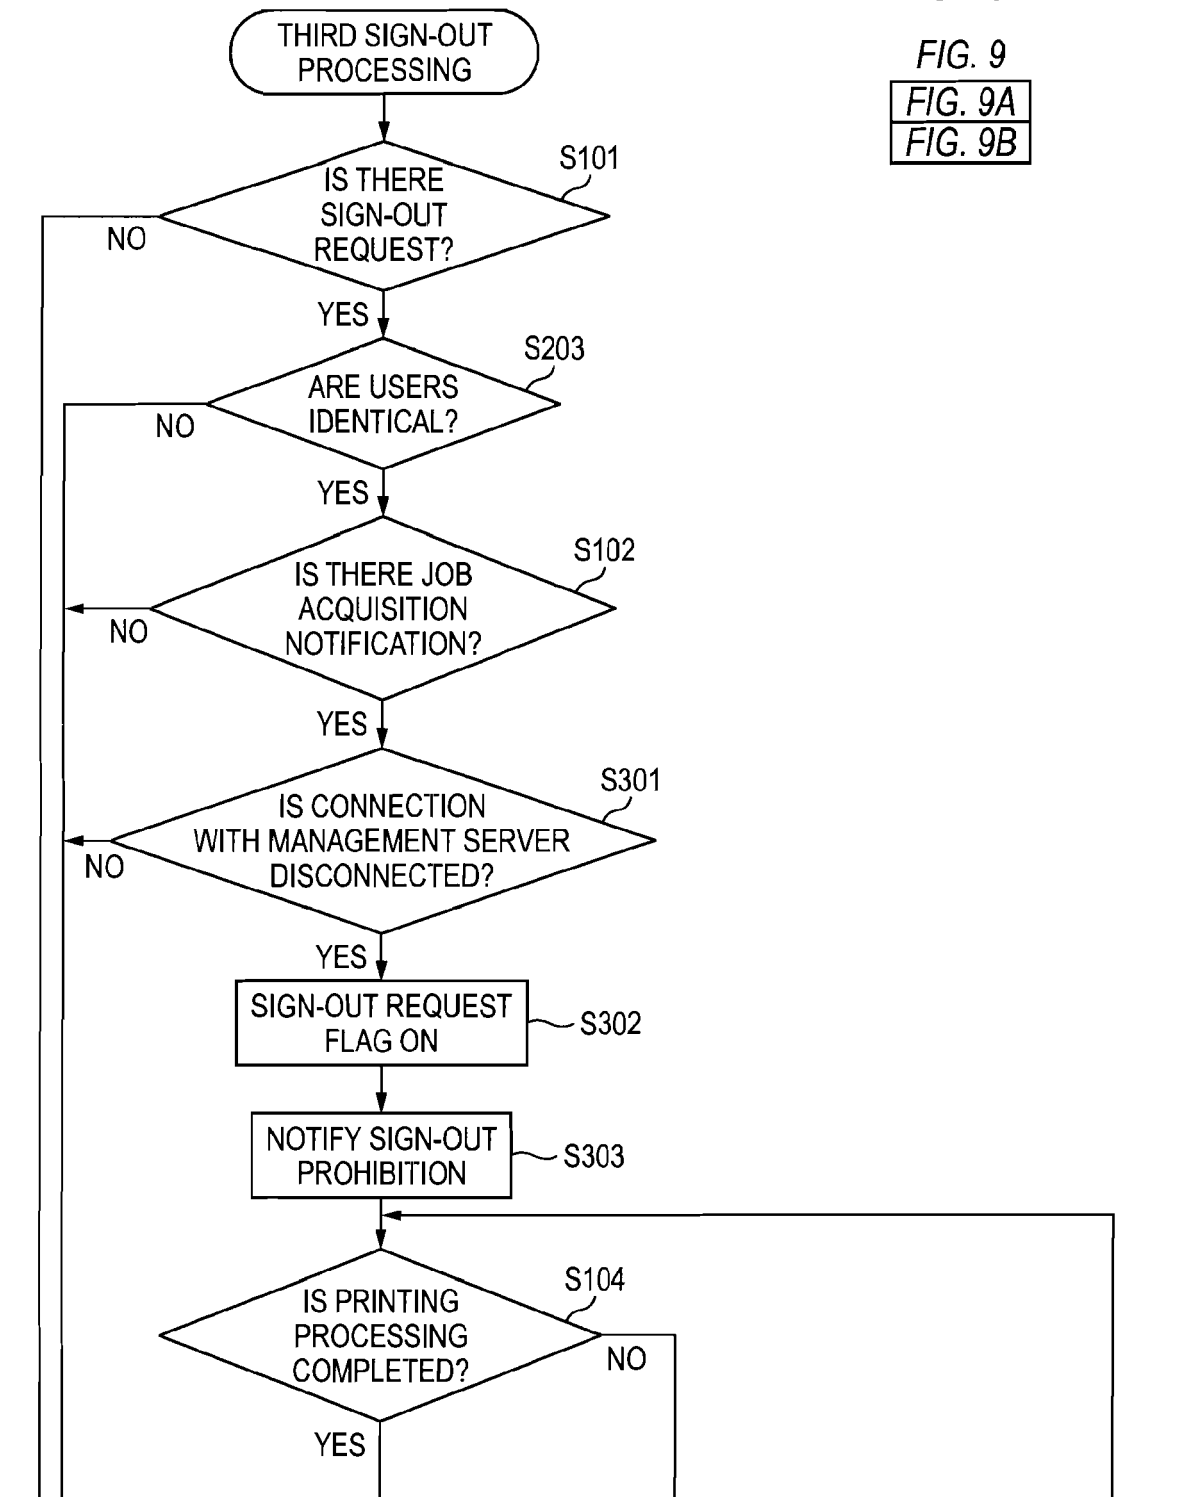 THIRD SIGN-OUT
PROCESSING
FIG. 9
FIG. 9A
FIG. 9B
S101
IS THERE
SIGN-OUT
REQUEST?
NO
YES
S203
ARE USERS
IDENTICAL?
NO
YES
S102
IS THERE JOB
ACQUISITION
NOTIFICATION?
NO
YES
S301
IS CONNECTION
WITH MANAGEMENT SERVER
DISCONNECTED?
NO
YES
SIGN-OUT REQUEST
FLAG ON
S302
NOTIFY SIGN-OUT
PROHIBITION
S303
S104
IS PRINTING
PROCESSING
COMPLETED?
NO
YES